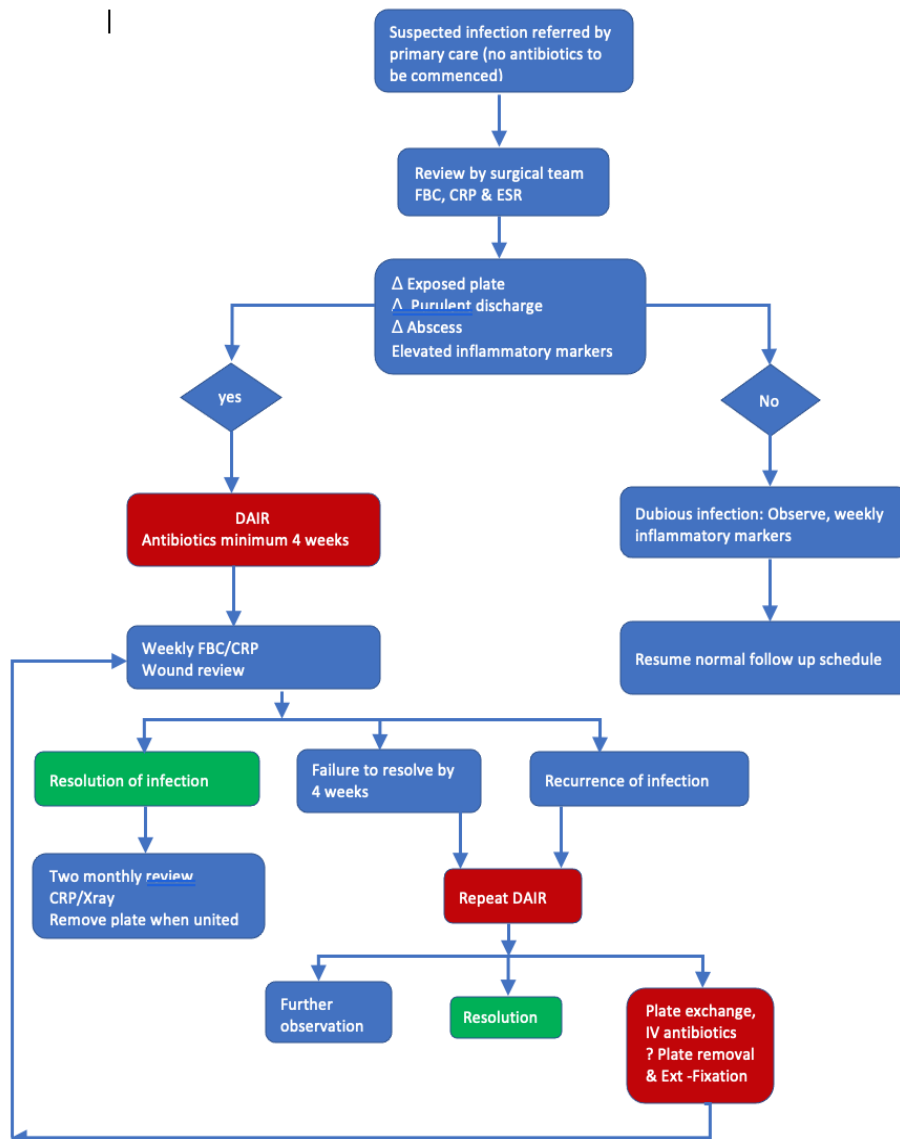 Suspected infection referred by
primary care (no antibiotics to
be commenced)
Review by surgical team
FBC, CRP & ESR
Δ Exposed plate
Δ Purulent discharge
Δ Abscess
Elevated inflammatory markers
yes
No
DAIR
Antibiotics minimum 4 weeks
Dubious infection: Observe, weekly
inflammatory markers
Weekly FBC/CRP
Wound review
Resume normal follow up schedule
Resolution of infection
Failure to resolve by
4 weeks
Recurrence of infection
Two monthly review
CRP/Xray
Remove plate when united
Repeat DAIR
Further
observation
Resolution
Plate exchange,
IV antibiotics
? Plate removal
& Ext -Fixation